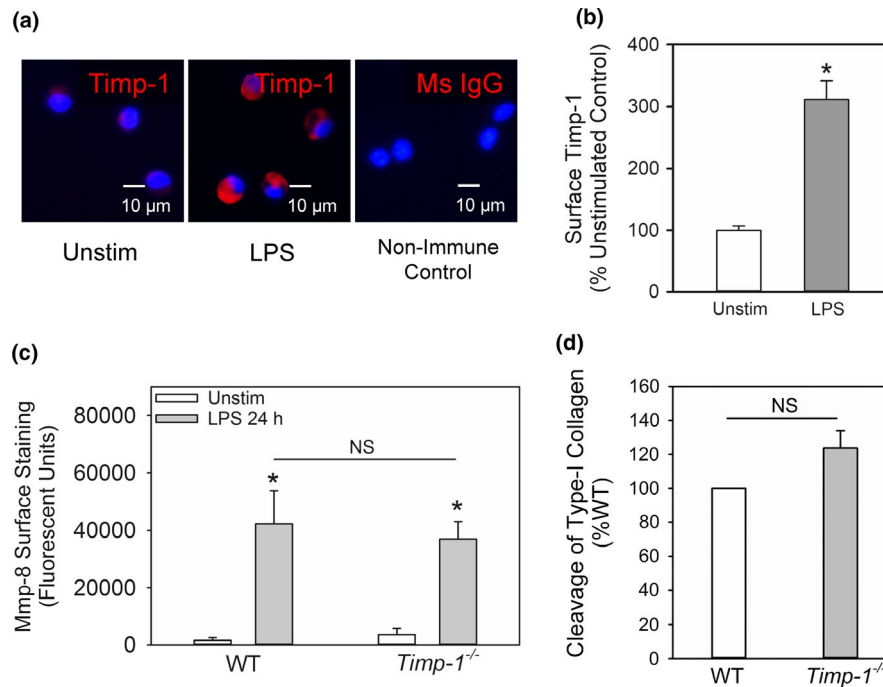 (a)
Timp-1
Timp-1
Ms IgG
10 µm
10 µm
10 µm
Unstim
LPS
Non-Immune
Control
(b)
Surface Timp-1
(% Unstimulated Control)
400
300
200
100
0
*
Unstim
LPS
(c)
Mmp-8 Surface Staining
(Fluorescent Units)
80000
60000
40000
20000
0
Unstim
LPS 24 h
NS
*
*
WT
Timp-1-/-
(d)
Cleavage of Type-I Collagen
(%WT)
160
140
120
100
80
60
40
20
0
NS
WT
Timp-1-/-